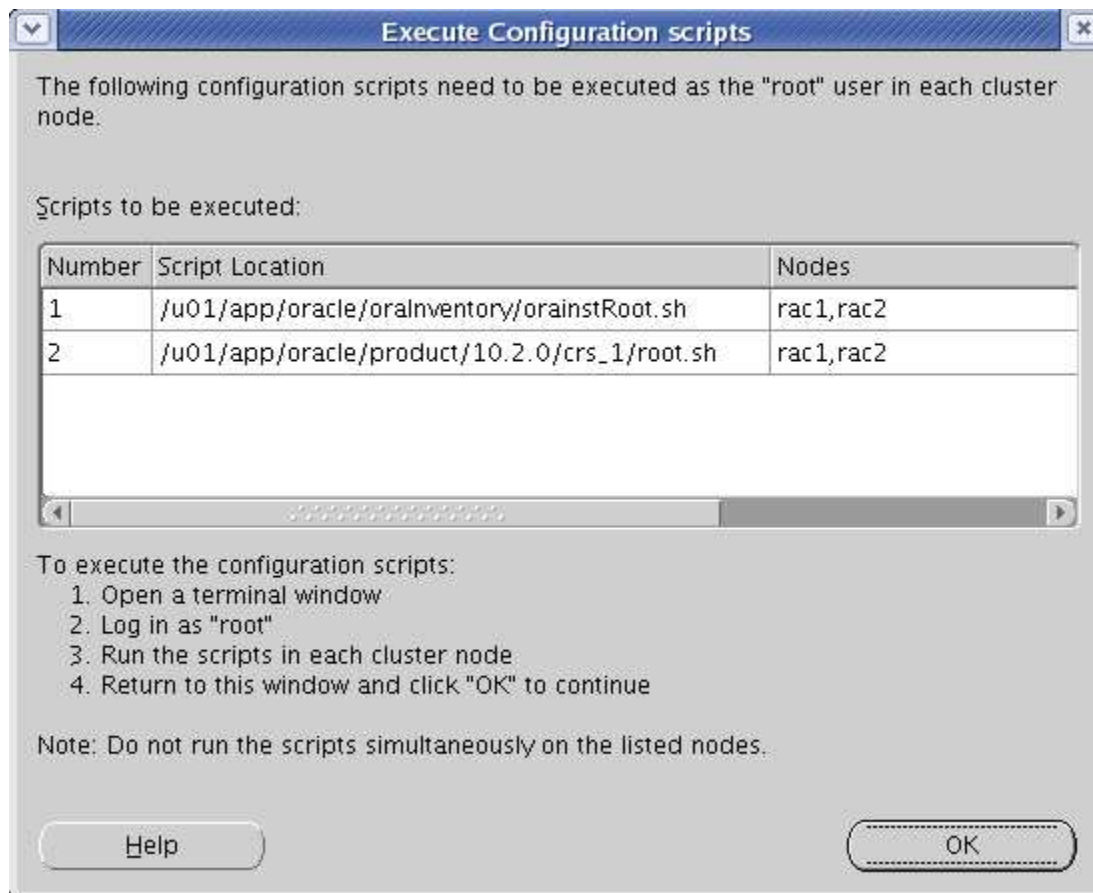 Execute Configuration scripts
The following configuration scripts need to be executed as the "root" user in each cluster
node.
Scripts to be executed:
Number Script Location Nodes
1 /u01/app/oracle/oraInventory/orainstRoot.sh rac1,rac2
2 /u01/app/oracle/product/10.2.0/crs_1/root.sh rac1,rac2
To execute the configuration scripts:
1. Open a terminal window
2. Log in as "root"
3. Run the scripts in each cluster node
4. Return to this window and click "OK" to continue
Note: Do not run the scripts simultaneously on the listed nodes.
Help OK